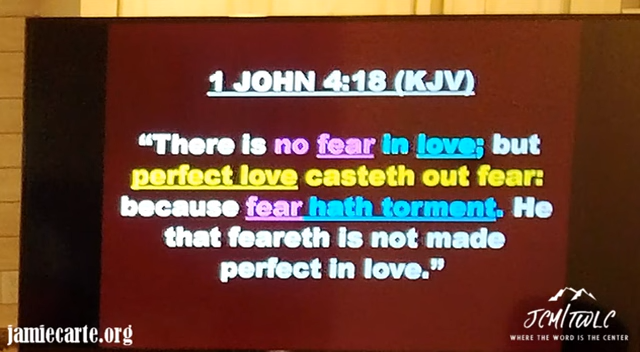 1 JOHN 4:18 (KJV)
“There is no fear in love; but
perfect love casteth out fear:
because fear hath torment. He
that feareth is not made
perfect in love.”
jamiecarte.org
JCM|TWLC
WHERE THE WORD IS THE CENTER